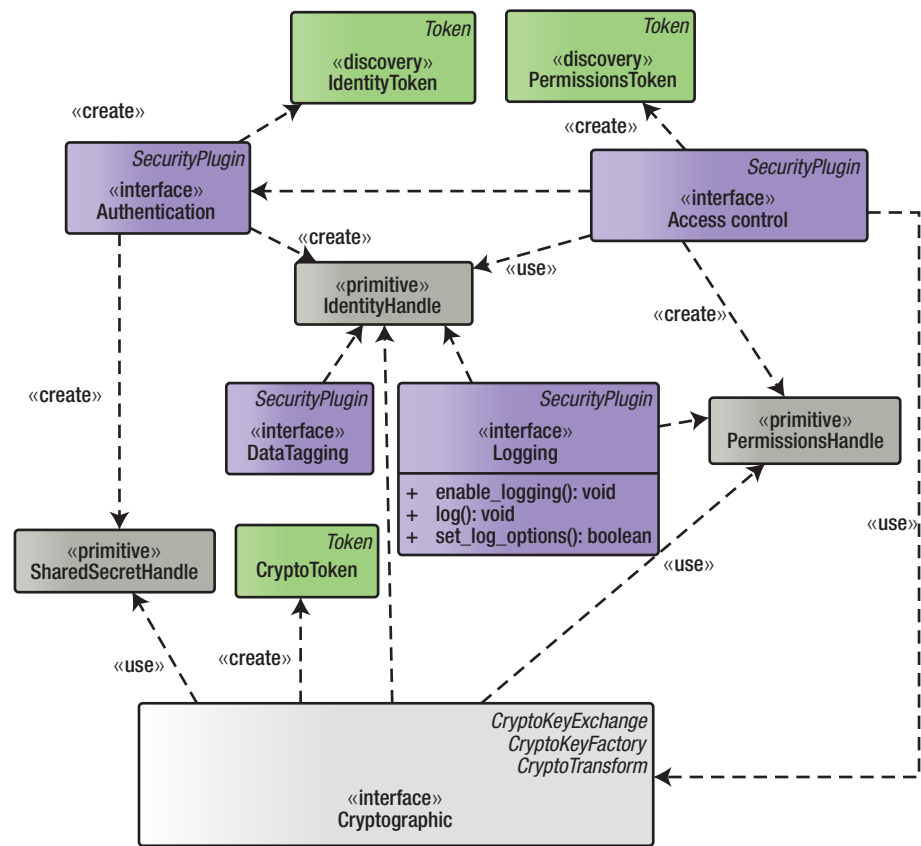 Token
«discovery»
IdentityToken
Token
«discovery»
PermissionsToken
«create»
«create»
SecurityPlugin
«interface»
Authentication
SecurityPlugin
«interface»
Access control
«create»
«use»
«primitive»
IdentityHandle
«create»
«create»
SecurityPlugin
«interface»
DataTagging
SecurityPlugin
«interface»
Logging
+ enable_logging(): void
+ log(): void
+ set_log_options(): boolean
«primitive»
PermissionsHandle
«use»
«primitive»
SharedSecretHandle
Token
CryptoToken
«use»
«use»
«create»
CryptoKeyExchange
CryptoKeyFactory
CryptoTransform
«interface»
Cryptographic